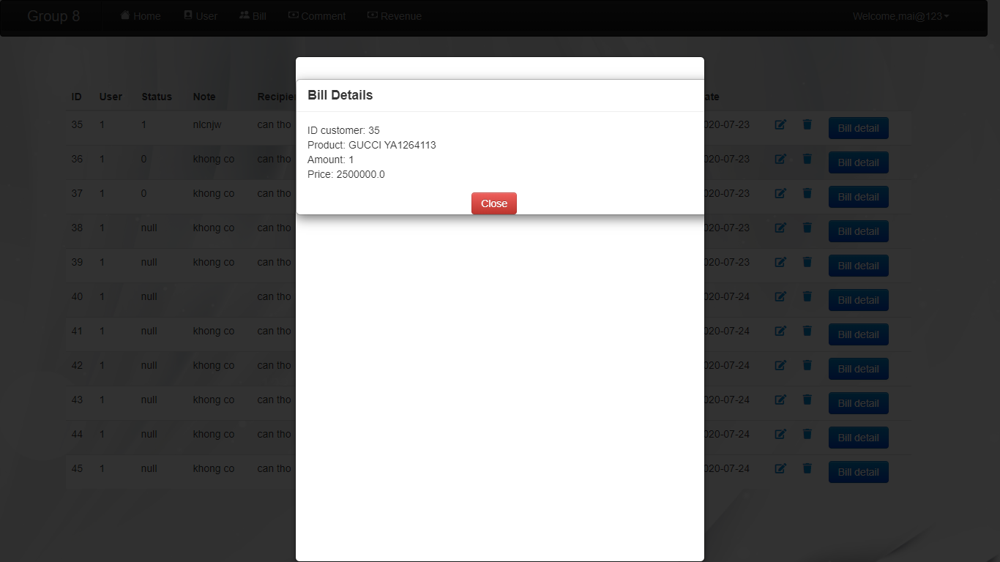 Group 8 Home User Bill Comment Revenue Welcome,mai@123
ID User Status Note Recipie ate
35 1 1 nlcnjw can tho 020-07-23 Bill detail
36 1 0 khong co can tho 020-07-23 Bill detail
37 1 0 khong co can tho 020-07-23 Bill detail
38 1 null khong co can tho 020-07-23 Bill detail
39 1 null khong co can tho 020-07-23 Bill detail
40 1 null can tho 020-07-24 Bill detail
41 1 null khong co can tho 020-07-24 Bill detail
42 1 null khong co can tho 020-07-24 Bill detail
43 1 null khong co can tho 020-07-24 Bill detail
44 1 null khong co can tho 020-07-24 Bill detail
45 1 null khong co can tho 020-07-24 Bill detail
Bill Details
ID customer: 35
Product: GUCCI YA1264113
Amount: 1
Price: 2500000.0
Close